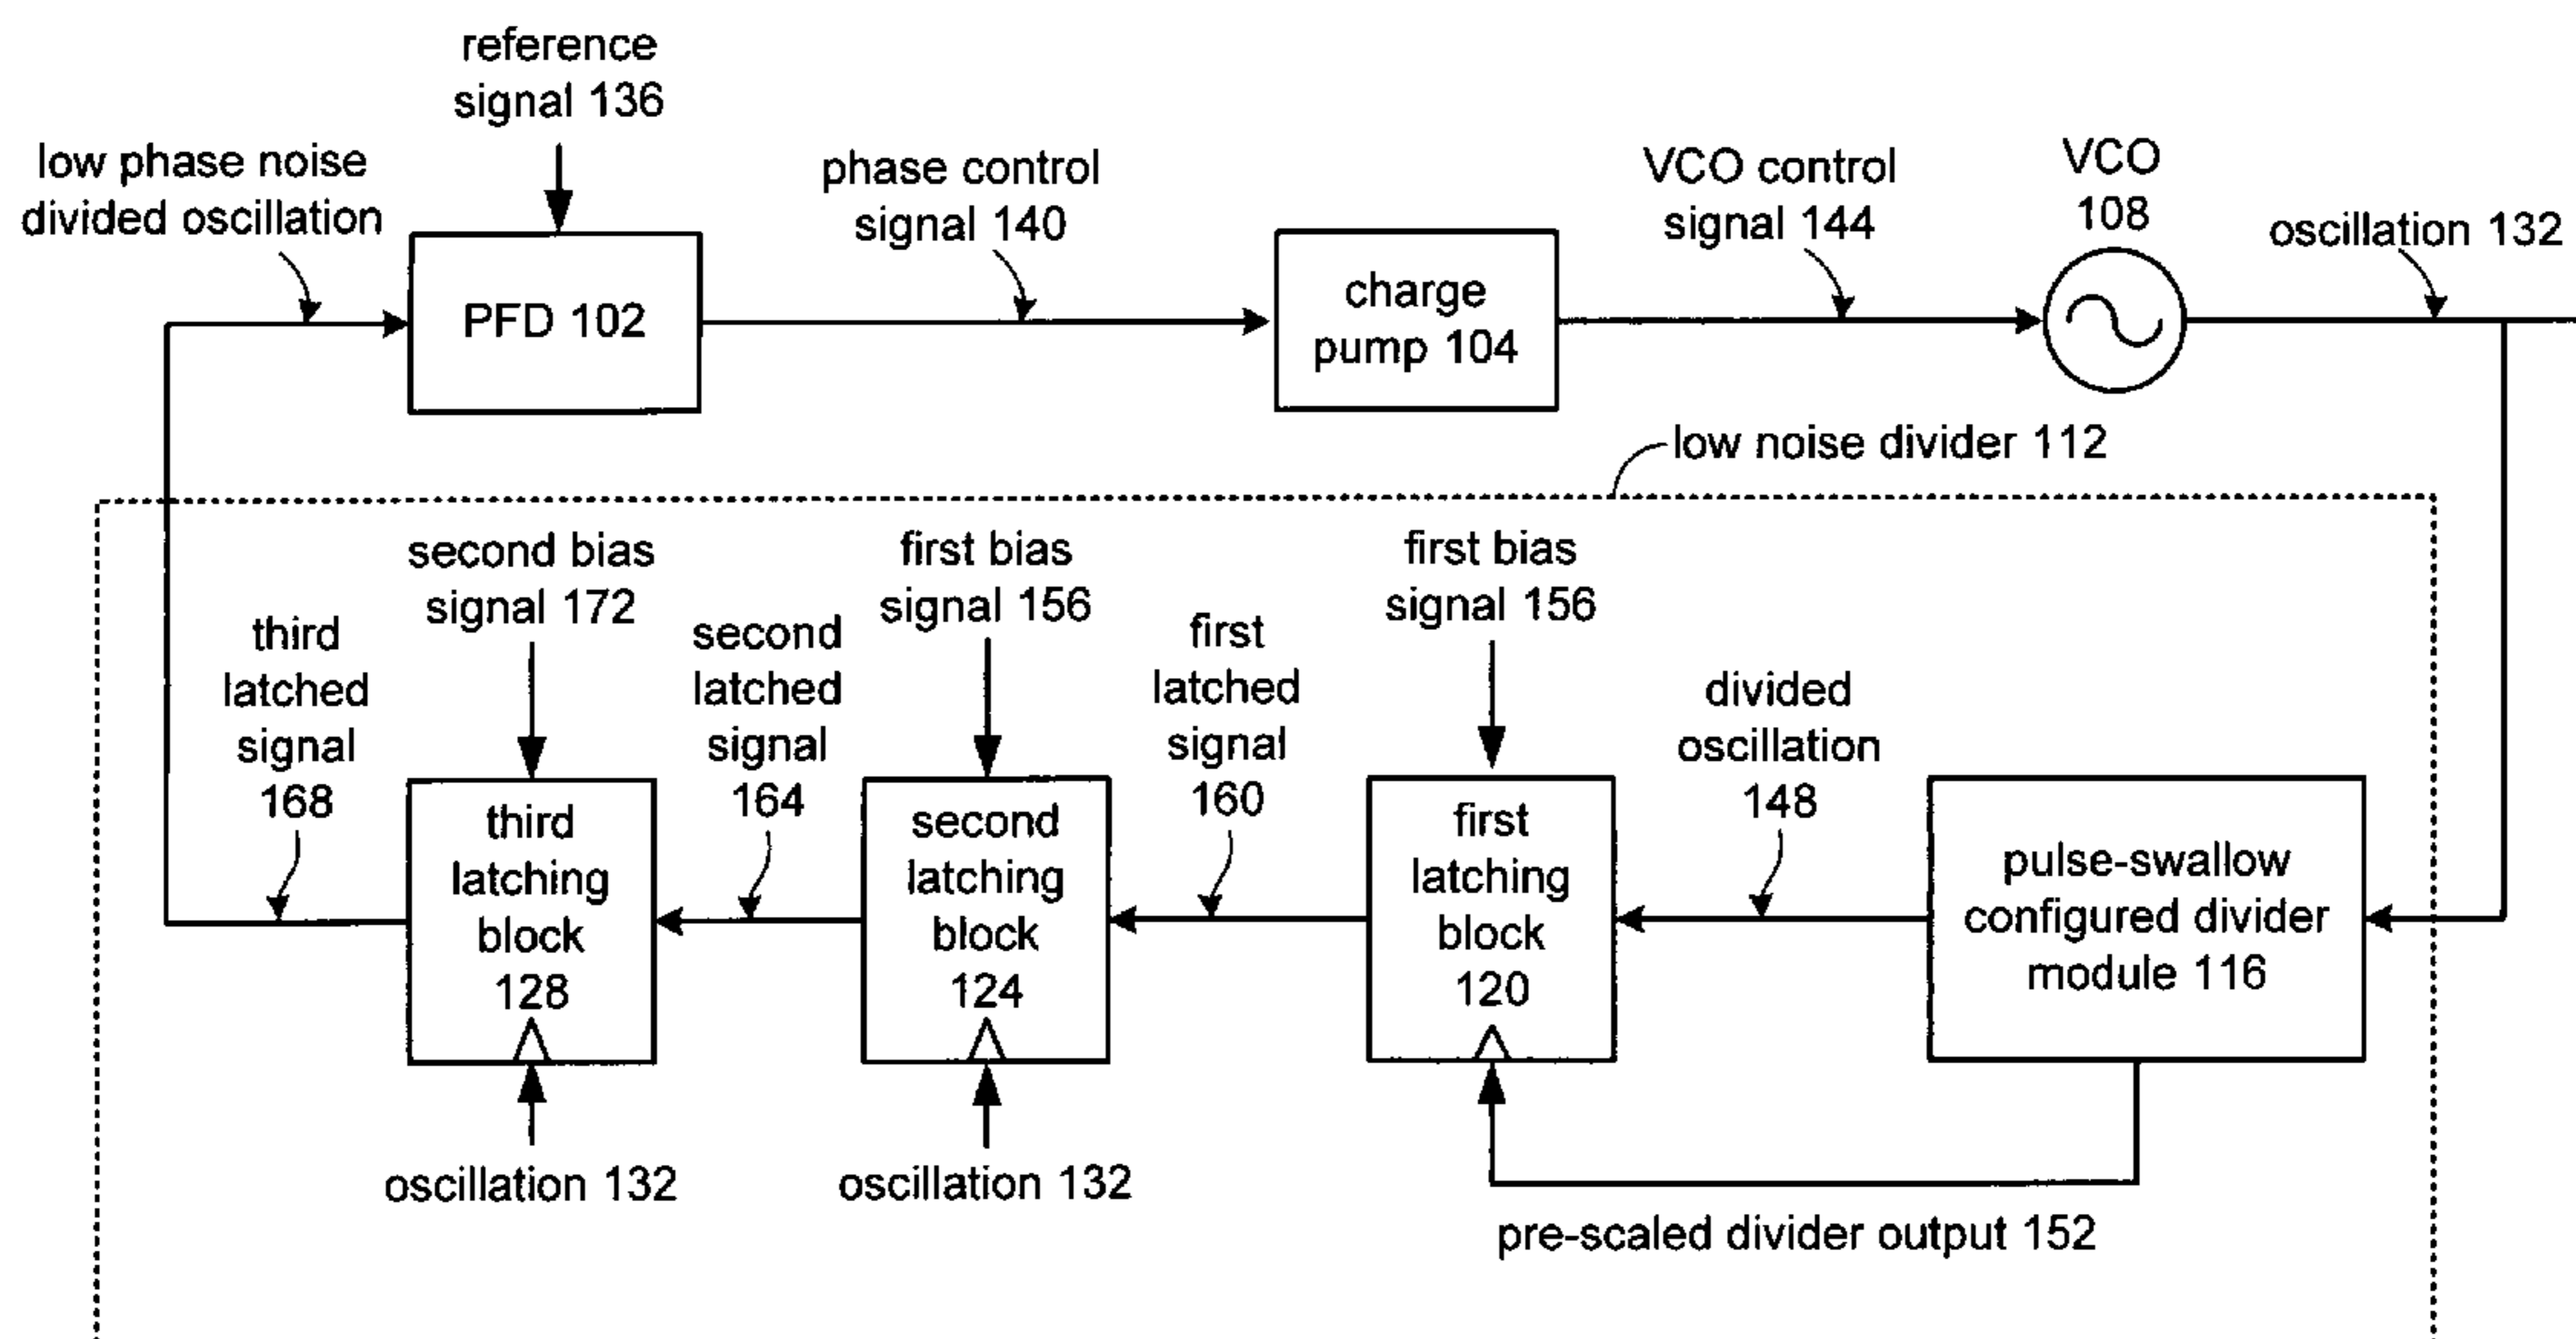 reference
signal 136
low phase noise
divided oscillation
phase control
signal 140
VCO control
signal 144
VCO
108
oscillation 132
PFD 102
charge
pump 104
low noise divider 112
second bias
signal 172
first bias
signal 156
first bias
signal 156
third
latched
signal
168
second
latched
signal
164
first
latched
signal
160
divided
oscillation
148
third
latching
block
128
second
latching
block
124
first
latching
block
120
pulse-swallow
configured divider
module 116
oscillation 132
oscillation 132
pre-scaled divider output 152